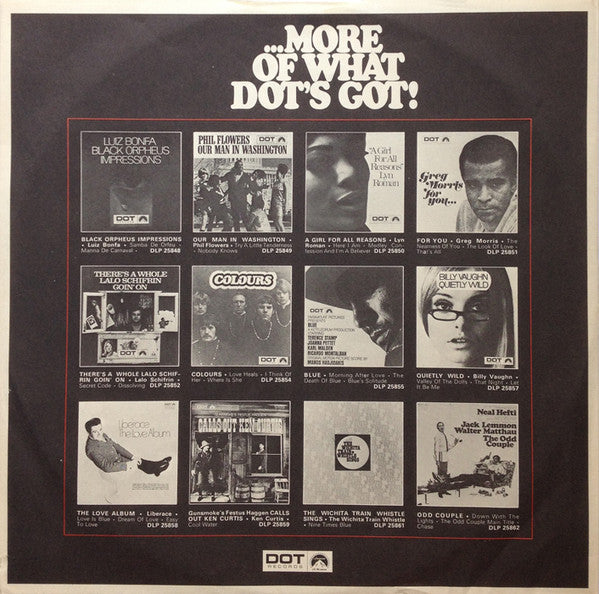 ...MORE
OF WHAT
DOT'S GOT!
LUIZ BONFA
BLACK ORPHEUS
IMPRESSIONS
DOT
BLACK ORPHEUS IMPRESSIONS
• Luiz Bonfa • Samba De Orfeu •
Manna De Carnaval • DLP 25848
PHIL FLOWERS DOT
OUR MAN IN WASHINGTON
OUR MAN IN WASHINGTON •
Phil Flowers • Try A Little Tenderness
• Nobody Knows DLP 25849
"A Girl
For All
Reasons"
Lyn
Roman
DOT
A GIRL FOR ALL REASONS • Lyn
Roman • Here I Am • Medley: Con-
fession And I'm A Believer DLP 25850
DOT
Greg
Morris for
you...
FOR YOU • Greg Morris • The
Nearness Of You • The Look Of Love •
That's All DLP 25851
THERE'S A WHOLE
LALO SCHIFRIN
GOIN' ON
DOT
THERE'S A WHOLE LALO SCHIF-
RIN GOIN' ON • Lalo Schifrin •
Secret Code • Dissolving DLP 25852
COLOURS
DOT
COLOURS • Love Heals • I Think Of
Her • Where Is She DLP 25854
DOT
PARAMOUNT PICTURES
PRESENTS
BLUE
TERENCE STAMP
JOANNA PETTET
KARL MALDEN
RICARDO MONTALBAN
MANOS HADJIDAKIS
BLUE • Morning After Love • The
Death Of Blue • Blue's Solitude
DLP 25855
BILLY VAUGHN
QUIETLY WILD
DOT
QUIETLY WILD • Billy Vaughn •
Valley Of The Dolls • That Night • Let
It Be Me DLP 25857
Liberace
The Love Album
THE LOVE ALBUM • Liberace •
Love Is Blue • Dream Of Love • Easy
To Love DLP 25858
CALLS OUT KEN CURTIS
Gunsmoke's Festus Haggen CALLS
OUT KEN CURTIS • Ken Curtis •
Cool Water DLP 25859
THE WICHITA
TRAIN
WHISTLE
SINGS
THE WICHITA TRAIN WHISTLE
SINGS • The Wichita Train Whistle
• Nine Times Blue DLP 25861
Neal Hefti
Jack Lemmon
Walter Matthau
The Odd
Couple
ODD COUPLE • Down With The
Lights • The Odd Couple Main Title •
Chase DLP 25862
DOT
RECORDS